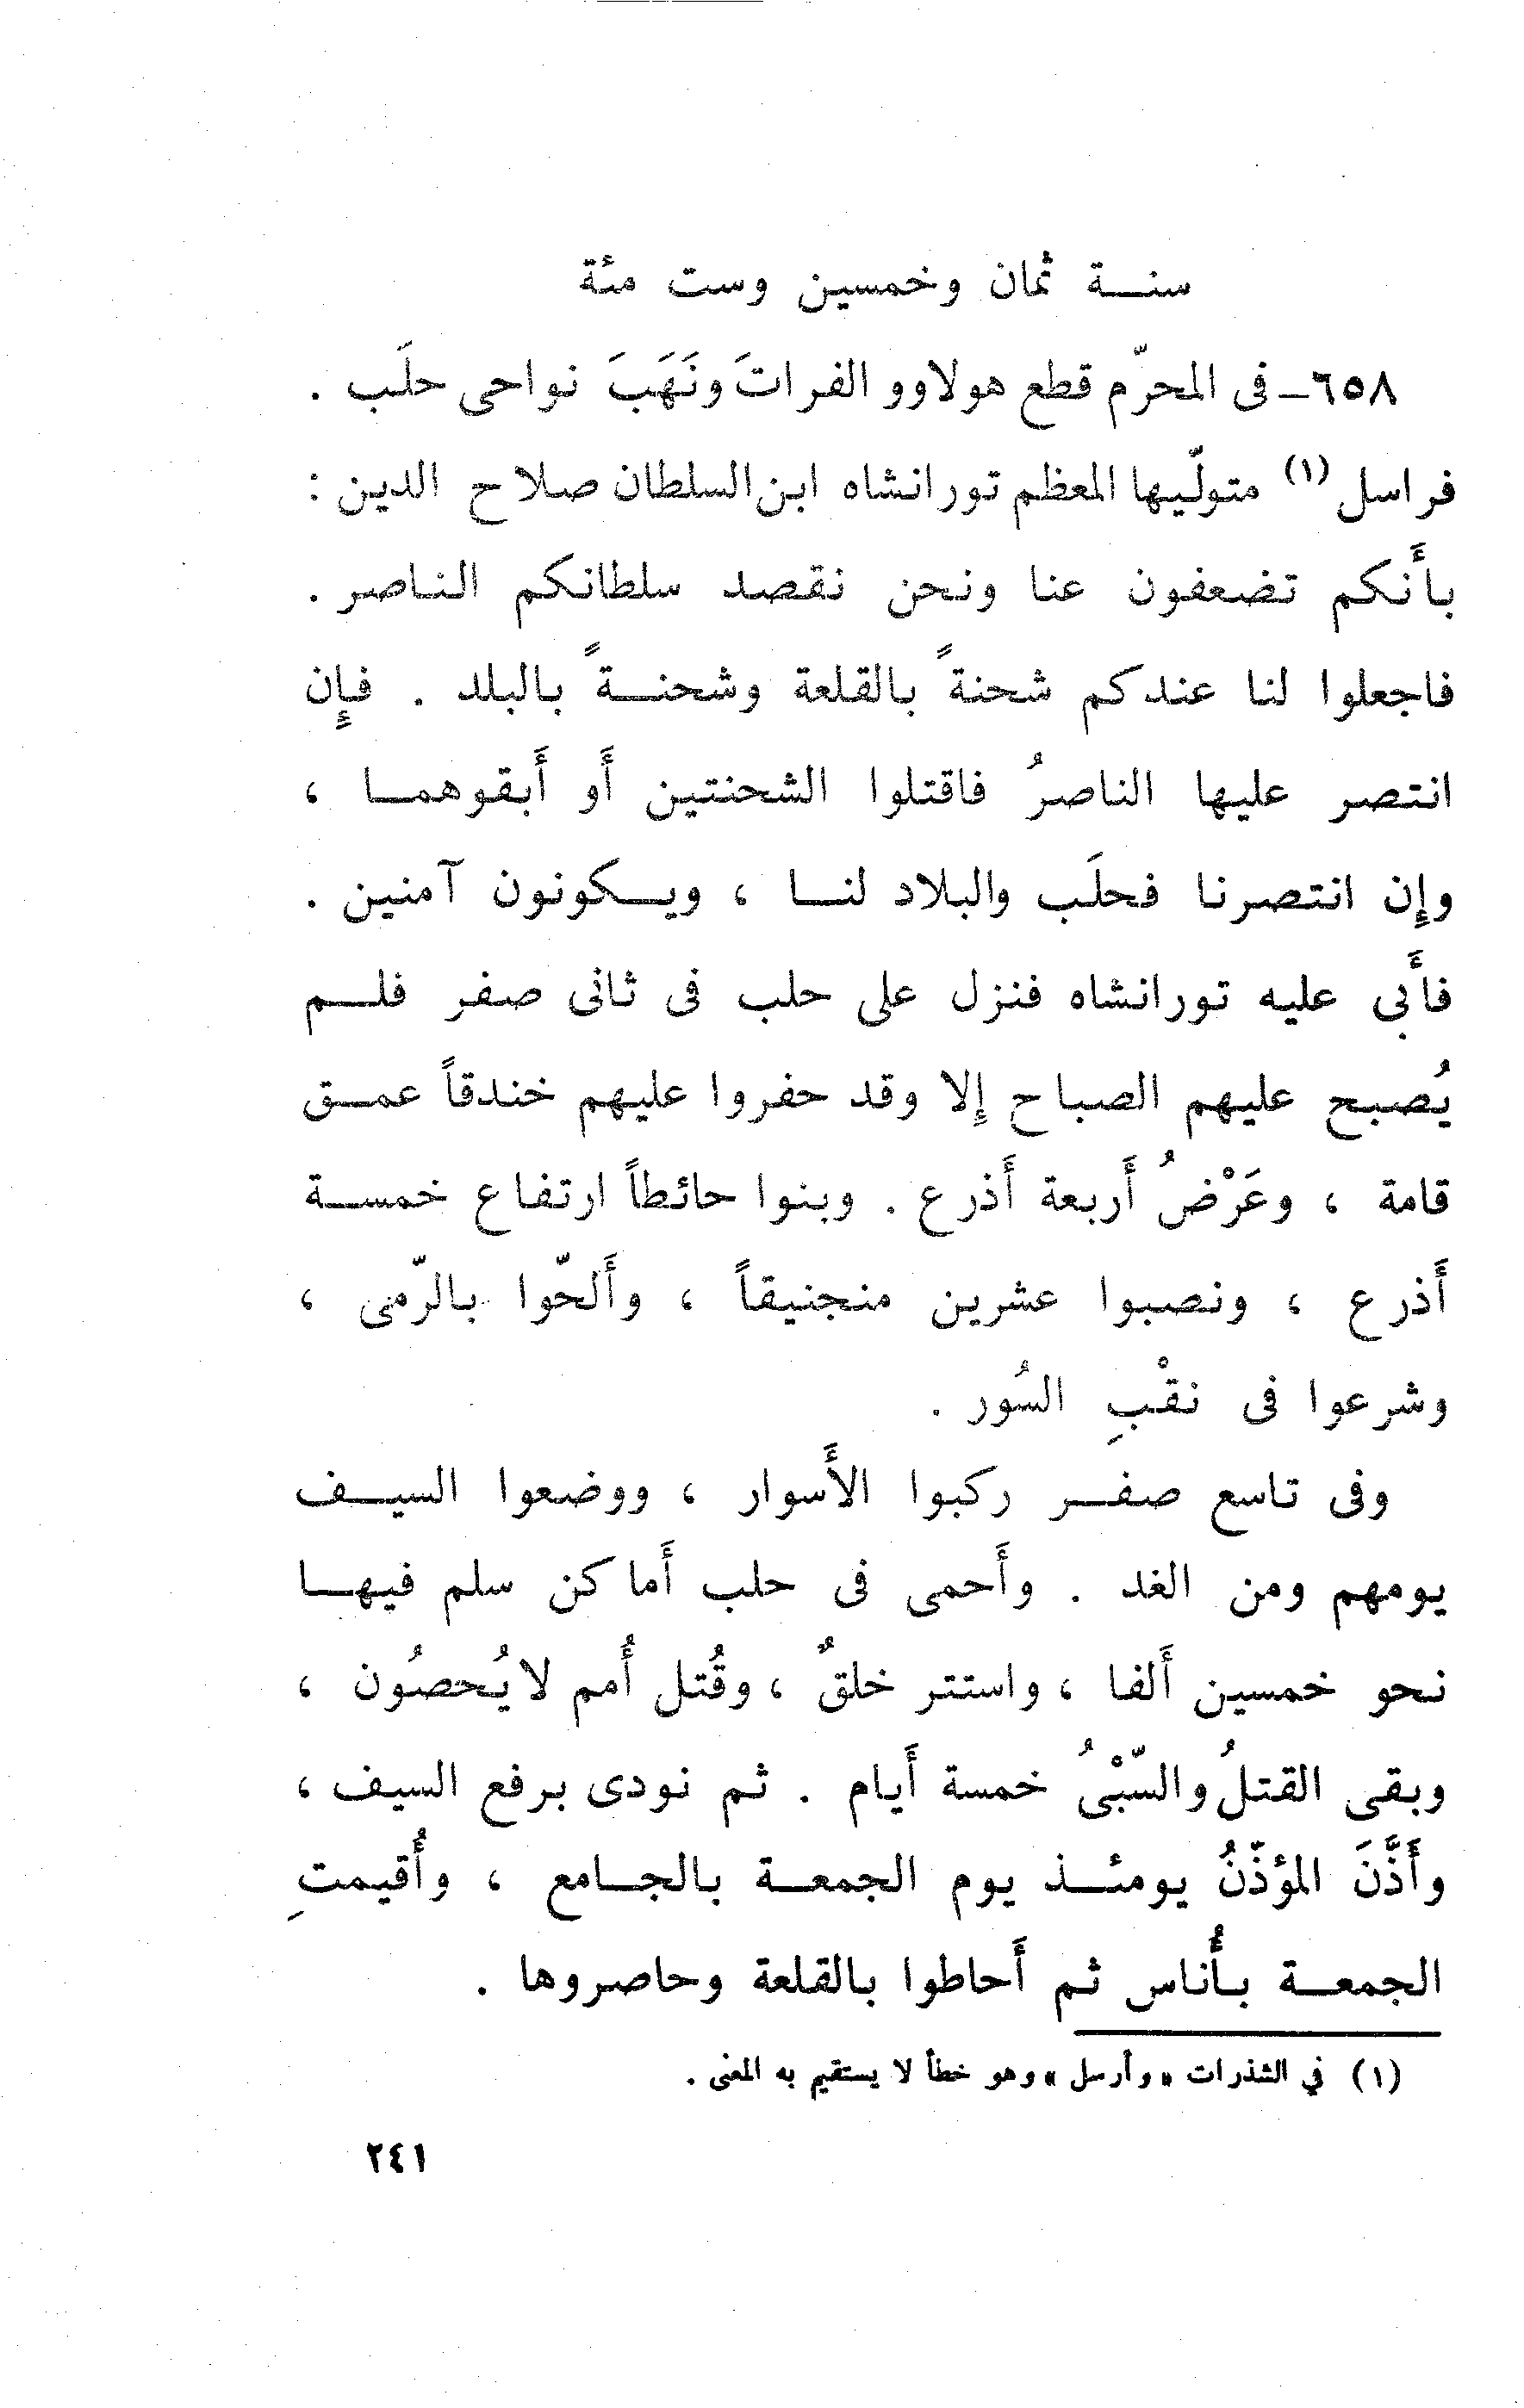 سنة ثمان وخمسين وست مئة
٦٥٨ـ فى المحرّم قطع هولاوو الفراتَ ونَهَبَ نواحى حلَب .
فراسل (١) متولّيها المعظم تورانشاه ابن السلطان صلاح الدين :
بأَنكم تضعفون عنا ونحن نقصد سلطانكم الناصر .
فاجعلوا لنا عندكم شحنةً بالقلعة وشحنةً بالبلد . فإِن
انتصر عليها الناصرُ فاقتلوا الشحنتين أَو أَبقوهما ،
وإِن انتصرنا فحلَب والبلاد لنا ، ويكونون آمنين .
فأَبى عليه تورانشاه فنزل على حلب فى ثانى صفر فلم
يُصبح عليهم الصباح إِلا وقد حفروا عليهم خندقاً عمق
قامة ، وعَرْضُ أَربعة أَذرع . وبنوا حائطاً ارتفاع خمسة
أَذرع ، ونصبوا عشرين منجنيقاً ، وأَلحّوا بالرّمى ،
وشرعوا فى نقْبِ السُور .
وفى تاسع صفر ركبوا الأَسوار ، ووضعوا السيف
يومهم ومن الغد . وأَحمى فى حلب أَماكن سلم فيها
نحو خمسين أَلفا ، واستتر خلقٌ ، وقُتل أُمم لا يُحصُون ،
وبقى القتلُ والسّبْىُ خمسة أَيام . ثم نودى برفع السيف ،
وأَذَّنَ المؤذّنُ يومئذ يوم الجمعة بالجامع ، وأُقيمتِ
الجمعة بأُناس ثم أَحاطوا بالقلعة وحاصروها .
(١) في الشذرات « وأرسل » وهو خطأ لا يستقيم به المعنى .
٢٤١